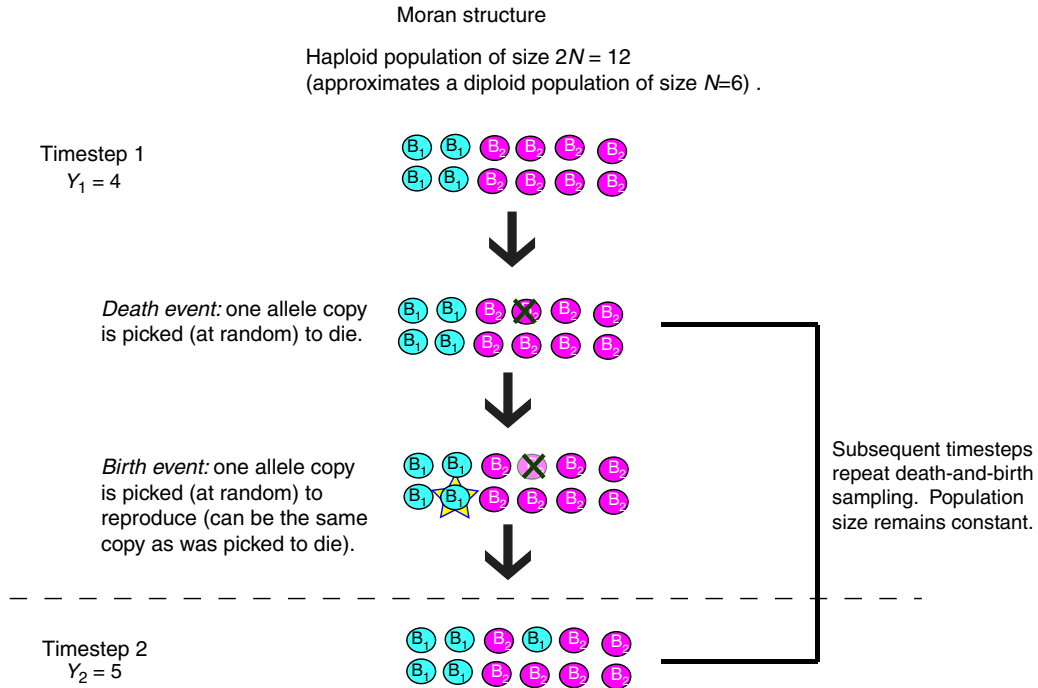 Moran structure
Haploid population of size 2N = 12
(approximates a diploid population of size N=6) .
Timestep 1
Y₁ = 4
B₁ B₁ B₂ B₂ B₂ B₂
B₁ B₁ B₂ B₂ B₂ B₂
Death event: one allele copy
is picked (at random) to die.
B₁ B₁ B₂ B₂ B₂ B₂
B₁ B₁ B₂ B₂ B₂ B₂
Birth event: one allele copy
is picked (at random) to
reproduce (can be the same
copy as was picked to die).
B₁ B₁ B₂ B₂ B₂
B₁ B₁ B₂ B₂ B₂ B₂
Subsequent timesteps
repeat death-and-birth
sampling. Population
size remains constant.
Timestep 2
Y₂ = 5
B₁ B₁ B₂ B₁ B₂ B₂
B₁ B₁ B₂ B₂ B₂ B₂